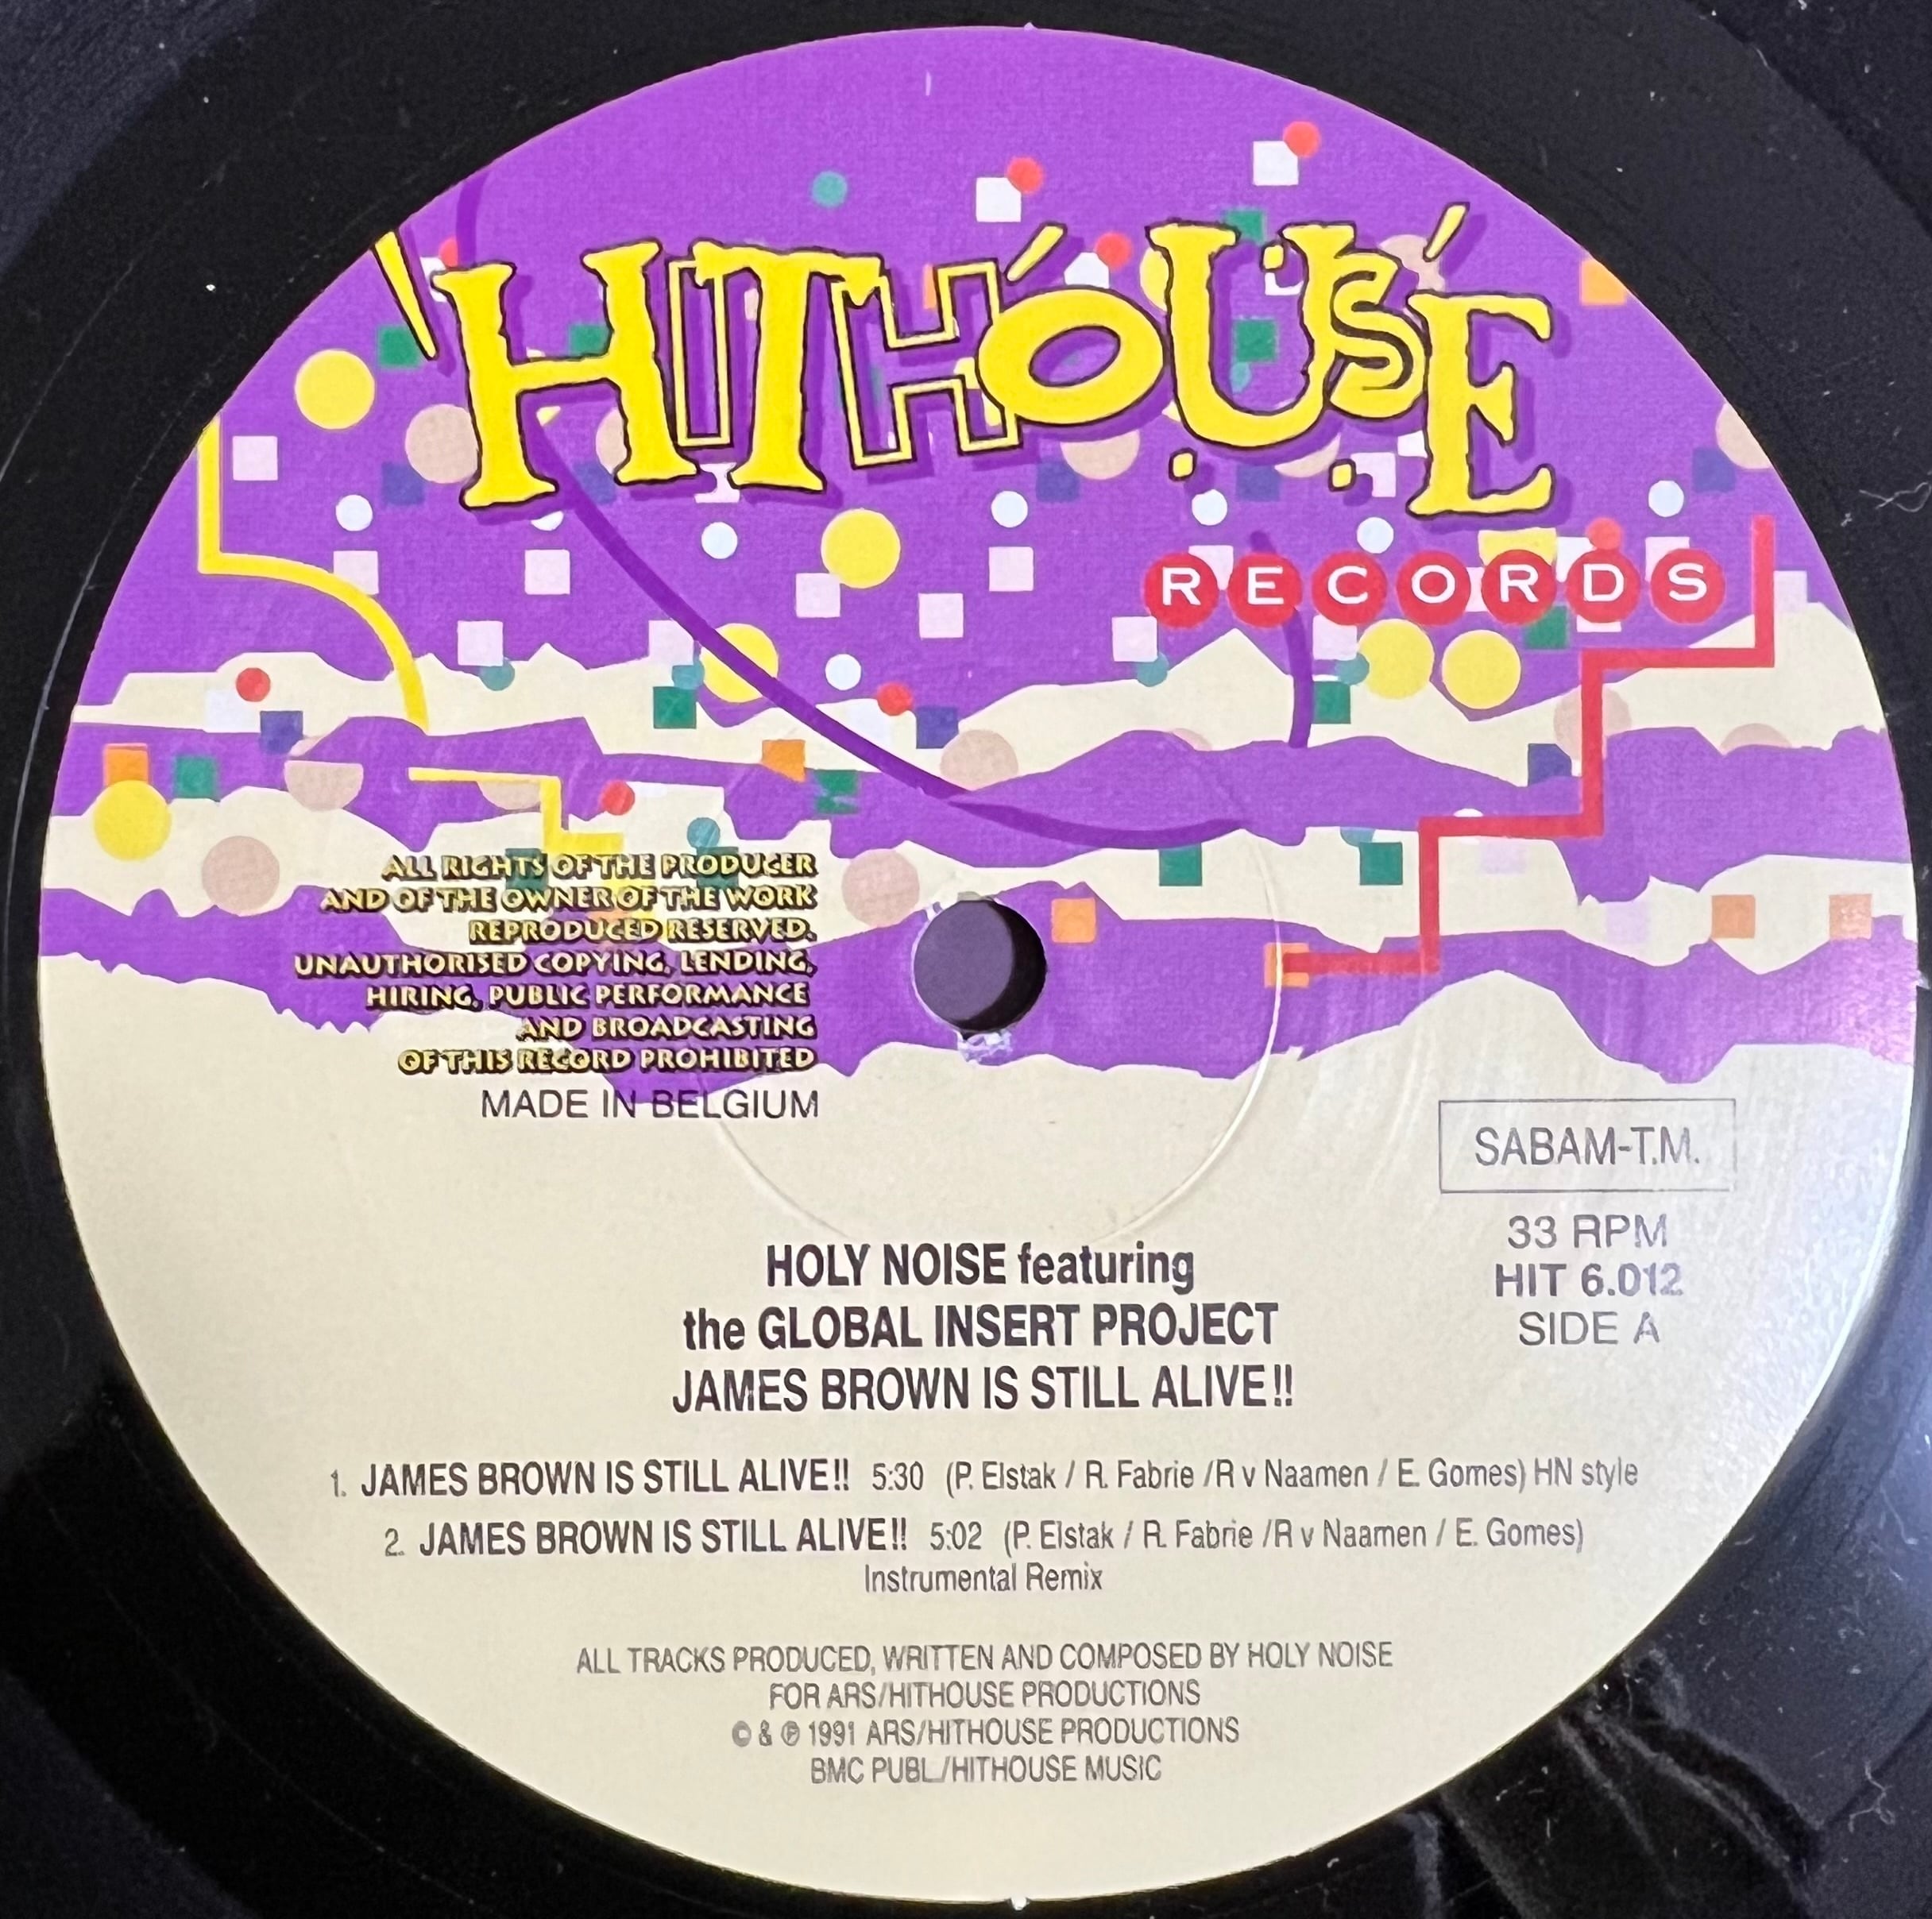 HITHOUSE
RECORDS
ALL RIGHTS OF THE PRODUCER
AND OF THE OWNER OF THE WORK
REPRODUCED RESERVED.
UNAUTHORISED COPYING, LENDING,
HIRING, PUBLIC PERFORMANCE
AND BROADCASTING
OF THIS RECORD PROHIBITED
MADE IN BELGIUM
SABAM-T.M.
33 RPM
HIT 6.012
SIDE A
HOLY NOISE featuring
the GLOBAL INSERT PROJECT
JAMES BROWN IS STILL ALIVE!!
1. JAMES BROWN IS STILL ALIVE!! 5:30 (P. Elstak / R. Fabrie /R v Naamen / E. Gomes) HN style
2. JAMES BROWN IS STILL ALIVE!! 5:02 (P. Elstak / R. Fabrie /R v Naamen / E. Gomes)
Instrumental Remix
ALL TRACKS PRODUCED, WRITTEN AND COMPOSED BY HOLY NOISE
FOR ARS/HITHOUSE PRODUCTIONS
© & ℗ 1991 ARS/HITHOUSE PRODUCTIONS
BMC PUBL./HITHOUSE MUSIC